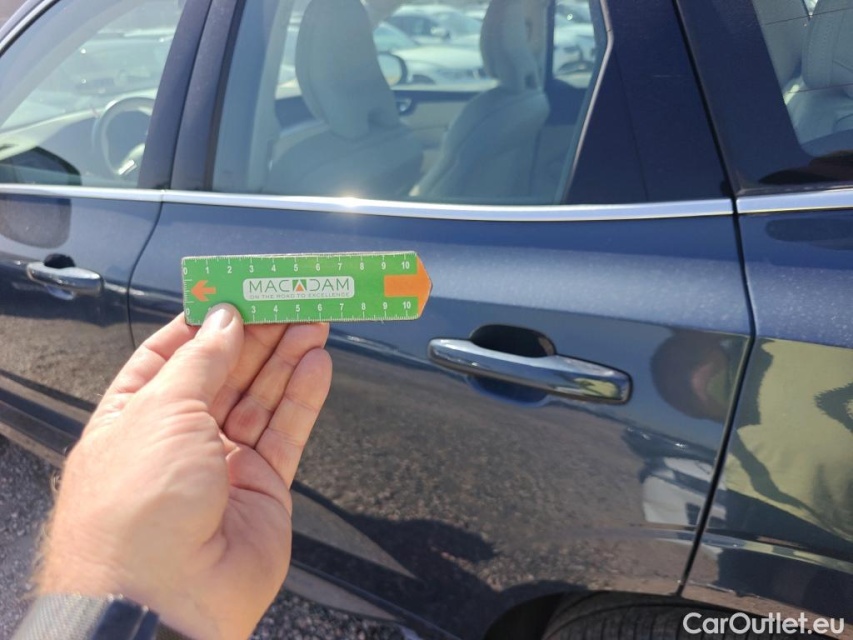 0 1 2 3 4 5 6 7 8 9 10
MACADAM
ON THE ROAD TO EXCELLENCE
3 4 5 6 7 8 9 10
CarOutlet.eu